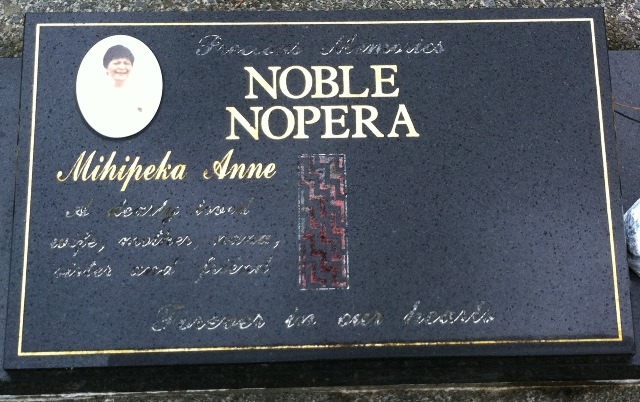 Precious Memories
NOBLE
NOPERA
Mihipeka Anne
A dearly loved
wife, mother, nana,
sister and friend
Forever in our hearts